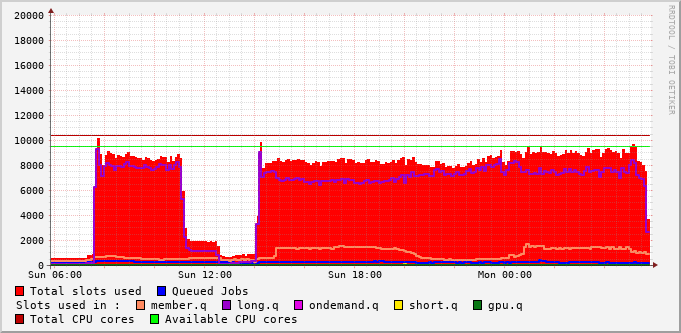 RRDTOOL / TOBI OETIKER
20000
18000
16000
14000
12000
10000
8000
6000
4000
2000
0
Sun 06:00 Sun 12:00 Sun 18:00 Mon 00:00
Total slots used Queued Jobs
Slots used in : member.q long.q ondemand.q short.q gpu.q
Total CPU cores Available CPU cores